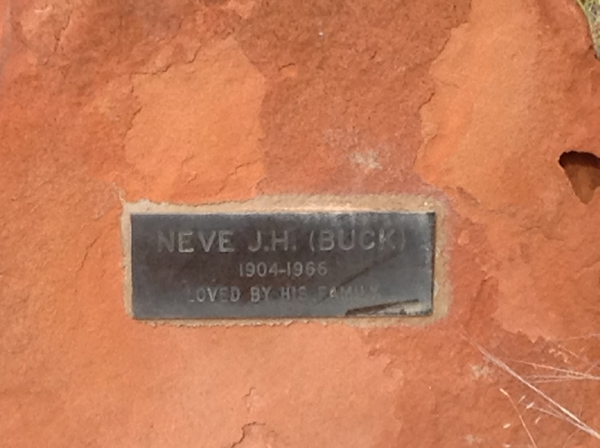 NEVE J.H. (BUCK)
1904-1966
LOVED BY HIS FAMILY